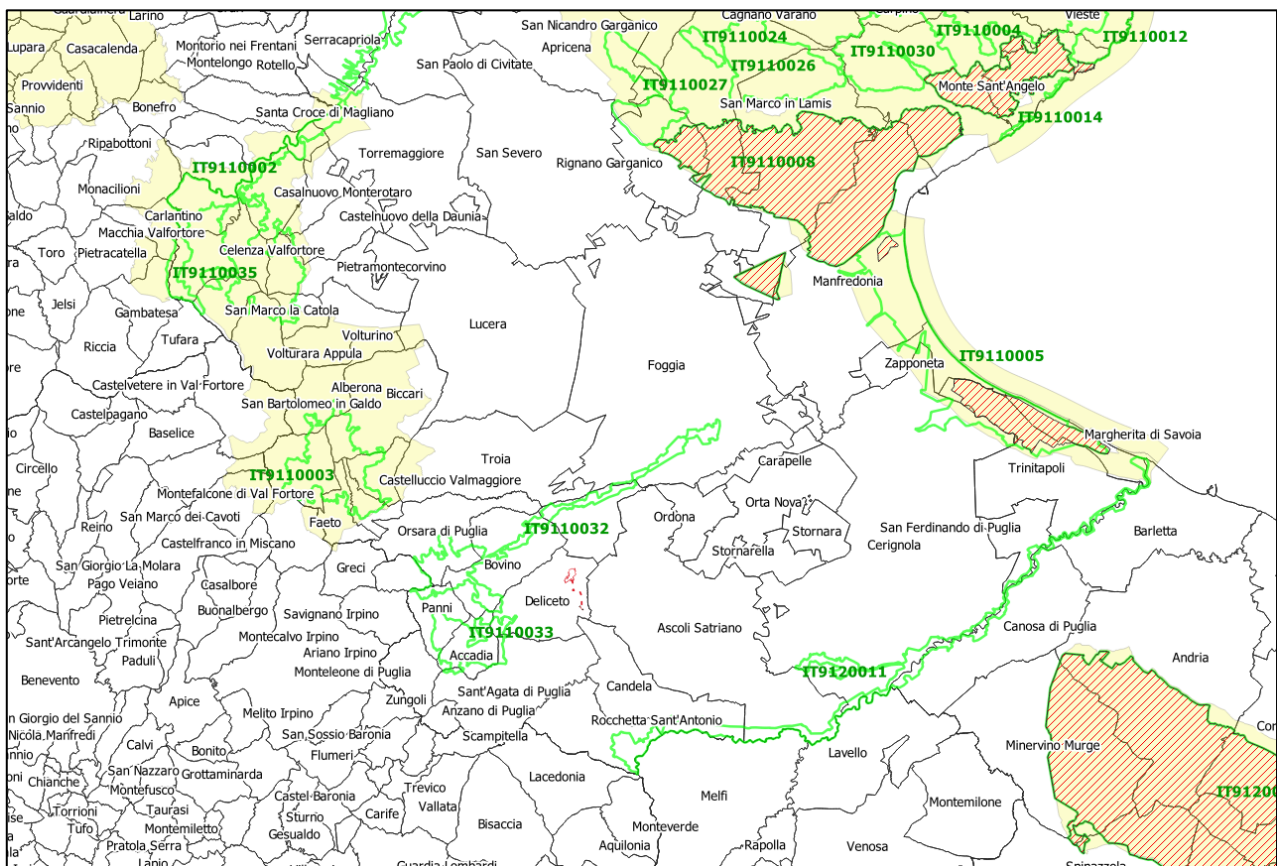 Larino
Cagnano Varano
Vieste
San Nicandro Garganico
IT9110024
IT9110004
IT9110012
Lupara
Casacalenda
Montorio nei Frentani
Serracapriola
Apricena
IT9110030
Montelongo
Rotello
San Paolo di Civitate
IT9110026
Provvidenti
IT9110027
Monte Sant'Angelo
Sannio
Bonefro
Santa Croce di Magliano
San Marco in Lamis
IT9110014
Ripabottoni
Torremaggiore
San Severo
Rignano Garganico
IT9110008
IT9110002
Monacilioni
Casalnuovo Monterotaro
Carlantino
Castelnuovo della Daunia
Macchia Valfortore
Toro
Pietracatella
Celenza Valfortore
IT9110035
Pietramontecorvino
Manfredonia
Jelsi
Gambatesa
San Marco la Catola
Lucera
Riccia
Tufara
Volturino
Volturara Appula
IT9110005
Foggia
Zapponeta
Castelvetere in Val Fortore
Alberona
Biccari
San Bartolomeo in Galdo
Castelpagano
Baselice
Margherita di Savoia
Circello
IT9110003
Troia
Carapelle
Trinitapoli
Castelluccio Valmaggiore
Montefalcone di Val Fortore
Orta Nova
San Marco dei Cavoti
Faeto
Ordona
Reino
Orsara di Puglia
IT9110032
Stornara
San Ferdinando di Puglia
Barletta
Castelfranco in Miscano
Stornarella
Cerignola
San Giorgio La Molara
Greci
Bovino
Pago Veiano
Casalbore
Deliceto
Buonalbergo
Savignano Irpino
Panni
Pietrelcina
Ascoli Satriano
Canosa di Puglia
Sant'Arcangelo Trimonte
Montecalvo Irpino
IT9110033
Paduli
Ariano Irpino
Accadia
Andria
Benevento
Monteleone di Puglia
IT9120011
Apice
Zungoli
Sant'Agata di Puglia
Candela
Melito Irpino
Anzano di Puglia
n Giorgio del Sannio
Rocchetta Sant'Antonio
Nicola Manfredi
San Sossio Baronia
Scampitella
Calvi
Bonito
Flumeri
Lavello
Minervino Murge
San Nazzaro
Grottaminarda
Lacedonia
Chianche
Montefusco
Trevico
Melfi
IT9120
Castel Baronia
Vallata
Montemilone
Torrioni
Taurasi
Sturno
Carife
Tufo
Montemiletto
Gesualdo
Bisaccia
Monteverde
Pratola Serra
Aquilonia
Rapolla
Venosa
Lapio
Guardia Lombardi
Spinazzola